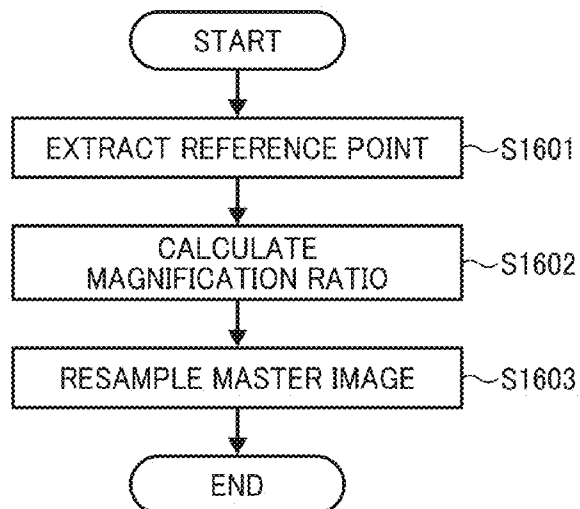 START
EXTRACT REFERENCE POINT
S1601
CALCULATE
MAGNIFICATION RATIO
S1602
RESAMPLE MASTER IMAGE
S1603
END